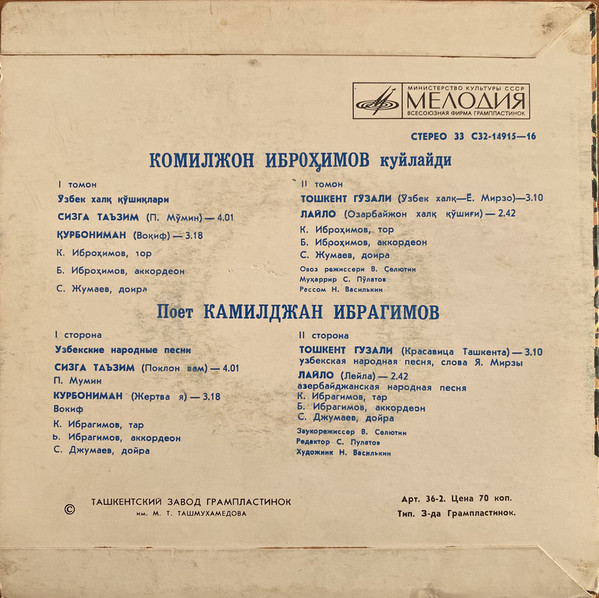 МИНИСТЕРСТВО КУЛЬТУРЫ СССР
МЕЛОДИЯ
ВСЕСОЮЗНАЯ ФИРМА ГРАМПЛАСТИНОК
СТЕРЕО 33 С32-14915—16
КОМИЛЖОН ИБРОҲИМОВ куйлайди
I томон
Узбек халқ қўшиқлари
СИЗГА ТАЪЗИМ (П. Мўмин) — 4.01
ҚУРБОНИМАН (Воқиф) — 3.18
К. Иброҳимов, тор
Б. Иброҳимов, аккордеон
С. Жумаев, доира
II томон
ТОШКЕНТ ГЎЗАЛИ (Узбек халқ—Е. Мирзо)—3.10
ЛАЙЛО (Озарбайжон халқ қўшиғи) — 2.42
К. Иброҳимов, тор
Б. Иброҳимов, аккордеон
С. Жумаев, доира
Овоз режиссери В. Селютин
Муҳаррир С. Пўлатов
Рассом Н. Василькин
Поет КАМИЛДЖАН ИБРАГИМОВ
I сторона
Узбекские народные песни
СИЗГА ТАЪЗИМ (Поклон вам) — 4.01
П. Мумин
КУРБОНИМАН (Жертва я) — 3.18
Вокиф
К. Ибрагимов, тар
Б. Ибрагимов, аккордеон
С. Джумаев, дойра
II сторона
ТОШКЕНТ ГУЗАЛИ (Красавица Ташкента) — 3.10
узбекская народная песня, слова Я. Мирзы
ЛАЙЛО (Лейла) — 2.42
азербайджанская народная песня
К. Ибрагимов, тар
Б. Ибрагимов, аккордеон
С. Джумаев, дойра
Звукорежиссер В. Селютин
Редактор С. Пулатов
Художник Н. Василькин
© ТАШКЕНТСКИЙ ЗАВОД ГРАМПЛАСТИНОК
ИМ. М. Т. ТАШМУХАМЕДОВА
Арт. 36-2. Цена 70 коп.
Тип. З-да Грампластинок.